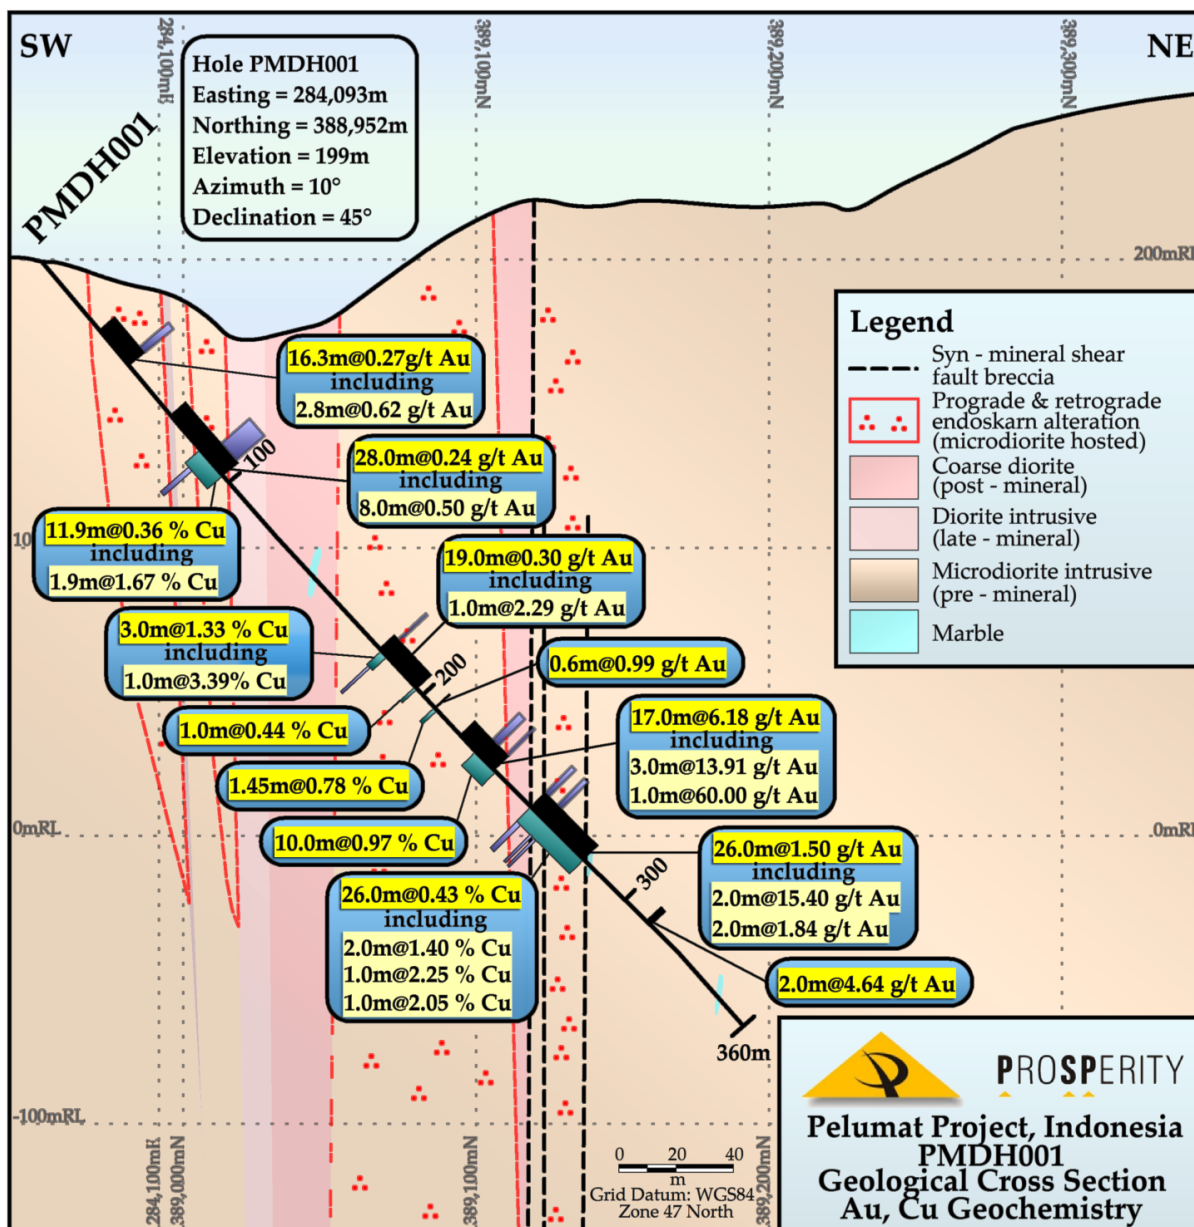 SW
NE
284,100mE
389,100mN
389,200mN
389,300mN
PMDH001
Hole PMDH001
Easting = 284,093m
Northing = 388,952m
Elevation = 199m
Azimuth = 10°
Declination = 45°
200mRL
16.3m@0.27g/t Au
including
2.8m@0.62 g/t Au
100
28.0m@0.24 g/t Au
including
8.0m@0.50 g/t Au
11.9m@0.36 % Cu
including
1.9m@1.67 % Cu
10
19.0m@0.30 g/t Au
including
1.0m@2.29 g/t Au
3.0m@1.33 % Cu
including
1.0m@3.39% Cu
200
0.6m@0.99 g/t Au
1.0m@0.44 % Cu
17.0m@6.18 g/t Au
including
3.0m@13.91 g/t Au
1.0m@60.00 g/t Au
1.45m@0.78 % Cu
0mRL
0mRL
10.0m@0.97 % Cu
26.0m@1.50 g/t Au
including
2.0m@15.40 g/t Au
2.0m@1.84 g/t Au
300
26.0m@0.43 % Cu
including
2.0m@1.40 % Cu
1.0m@2.25 % Cu
1.0m@2.05 % Cu
2.0m@4.64 g/t Au
360m
-100mRL
Legend
Syn - mineral shear
fault breccia
Prograde & retrograde
endoskarn alteration
(microdiorite hosted)
Coarse diorite
(post - mineral)
Diorite intrusive
(late - mineral)
Microdiorite intrusive
(pre - mineral)
Marble
284,100mE
389,000mN
389,100mN
389,200mN
0 20 40
m
Grid Datum: WGS84
Zone 47 North
PROSPERITY
Pelumat Project, Indonesia
PMDH001
Geological Cross Section
Au, Cu Geochemistry